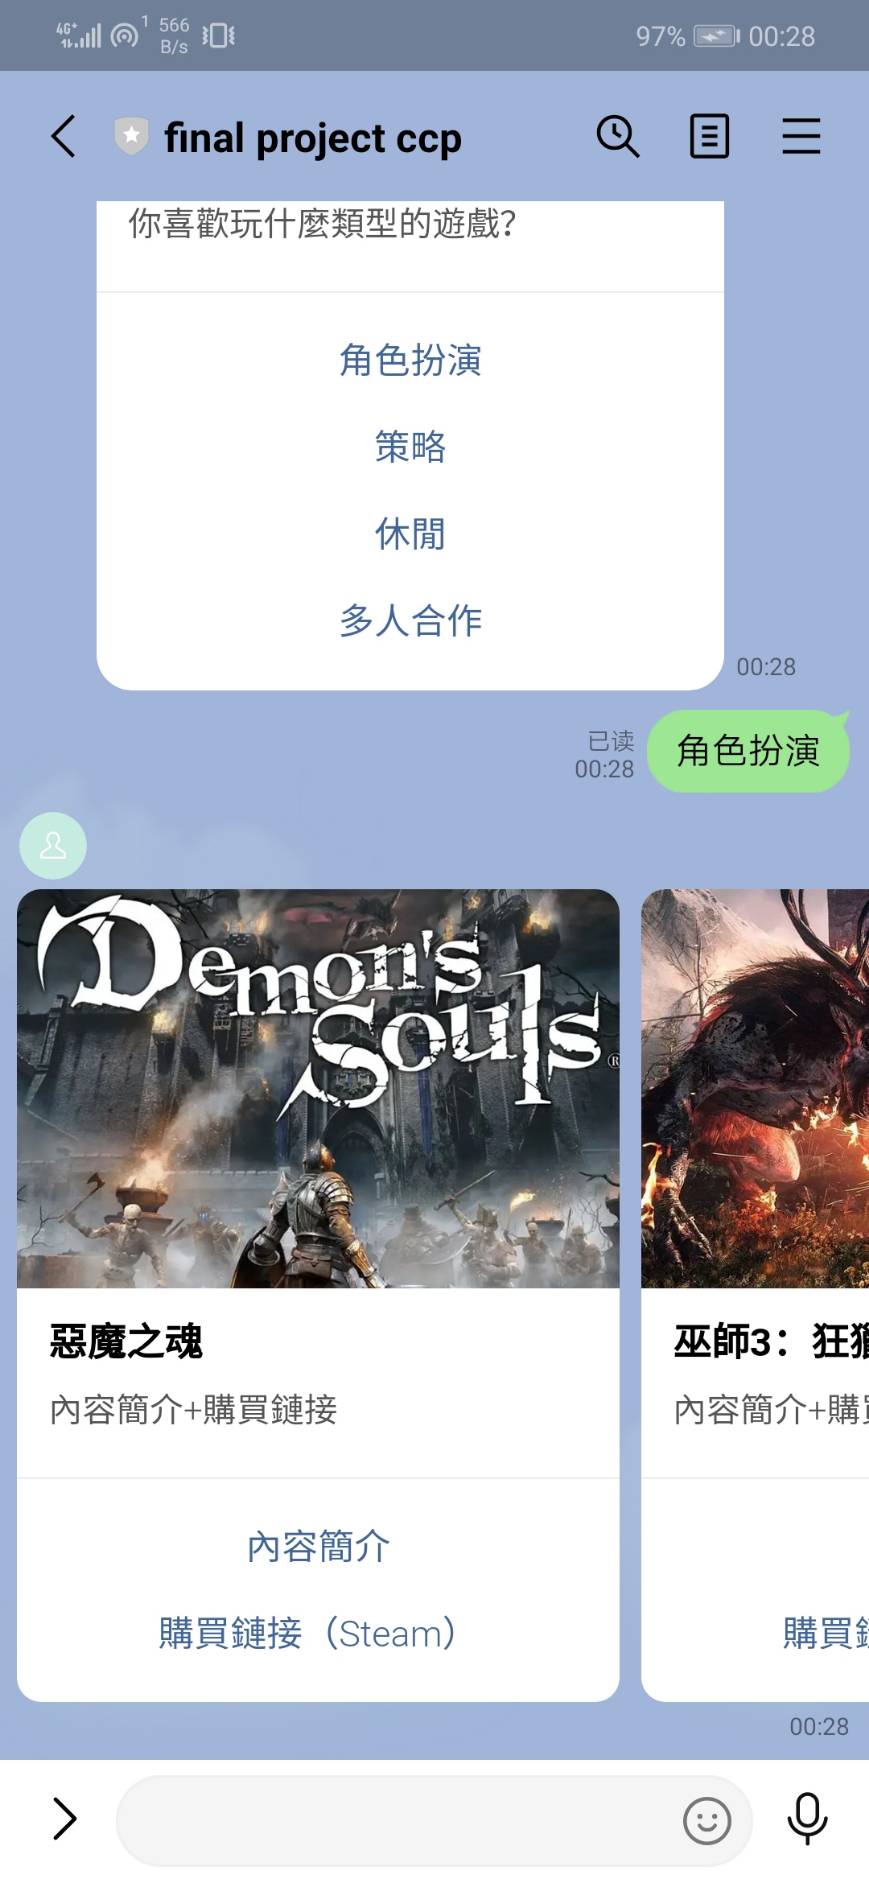 4G+ 1 566 B/s 97% 00:28
final project ccp
你喜歡玩什麼類型的遊戲?
角色扮演
策略
休閒
多人合作
00:28
已读
00:28
角色扮演
Demon's
Souls®
惡魔之魂
內容簡介+購買鏈接
內容簡介
購買鏈接（Steam）
巫師3：狂獵
內容簡介+購買
購買鏈
00:28